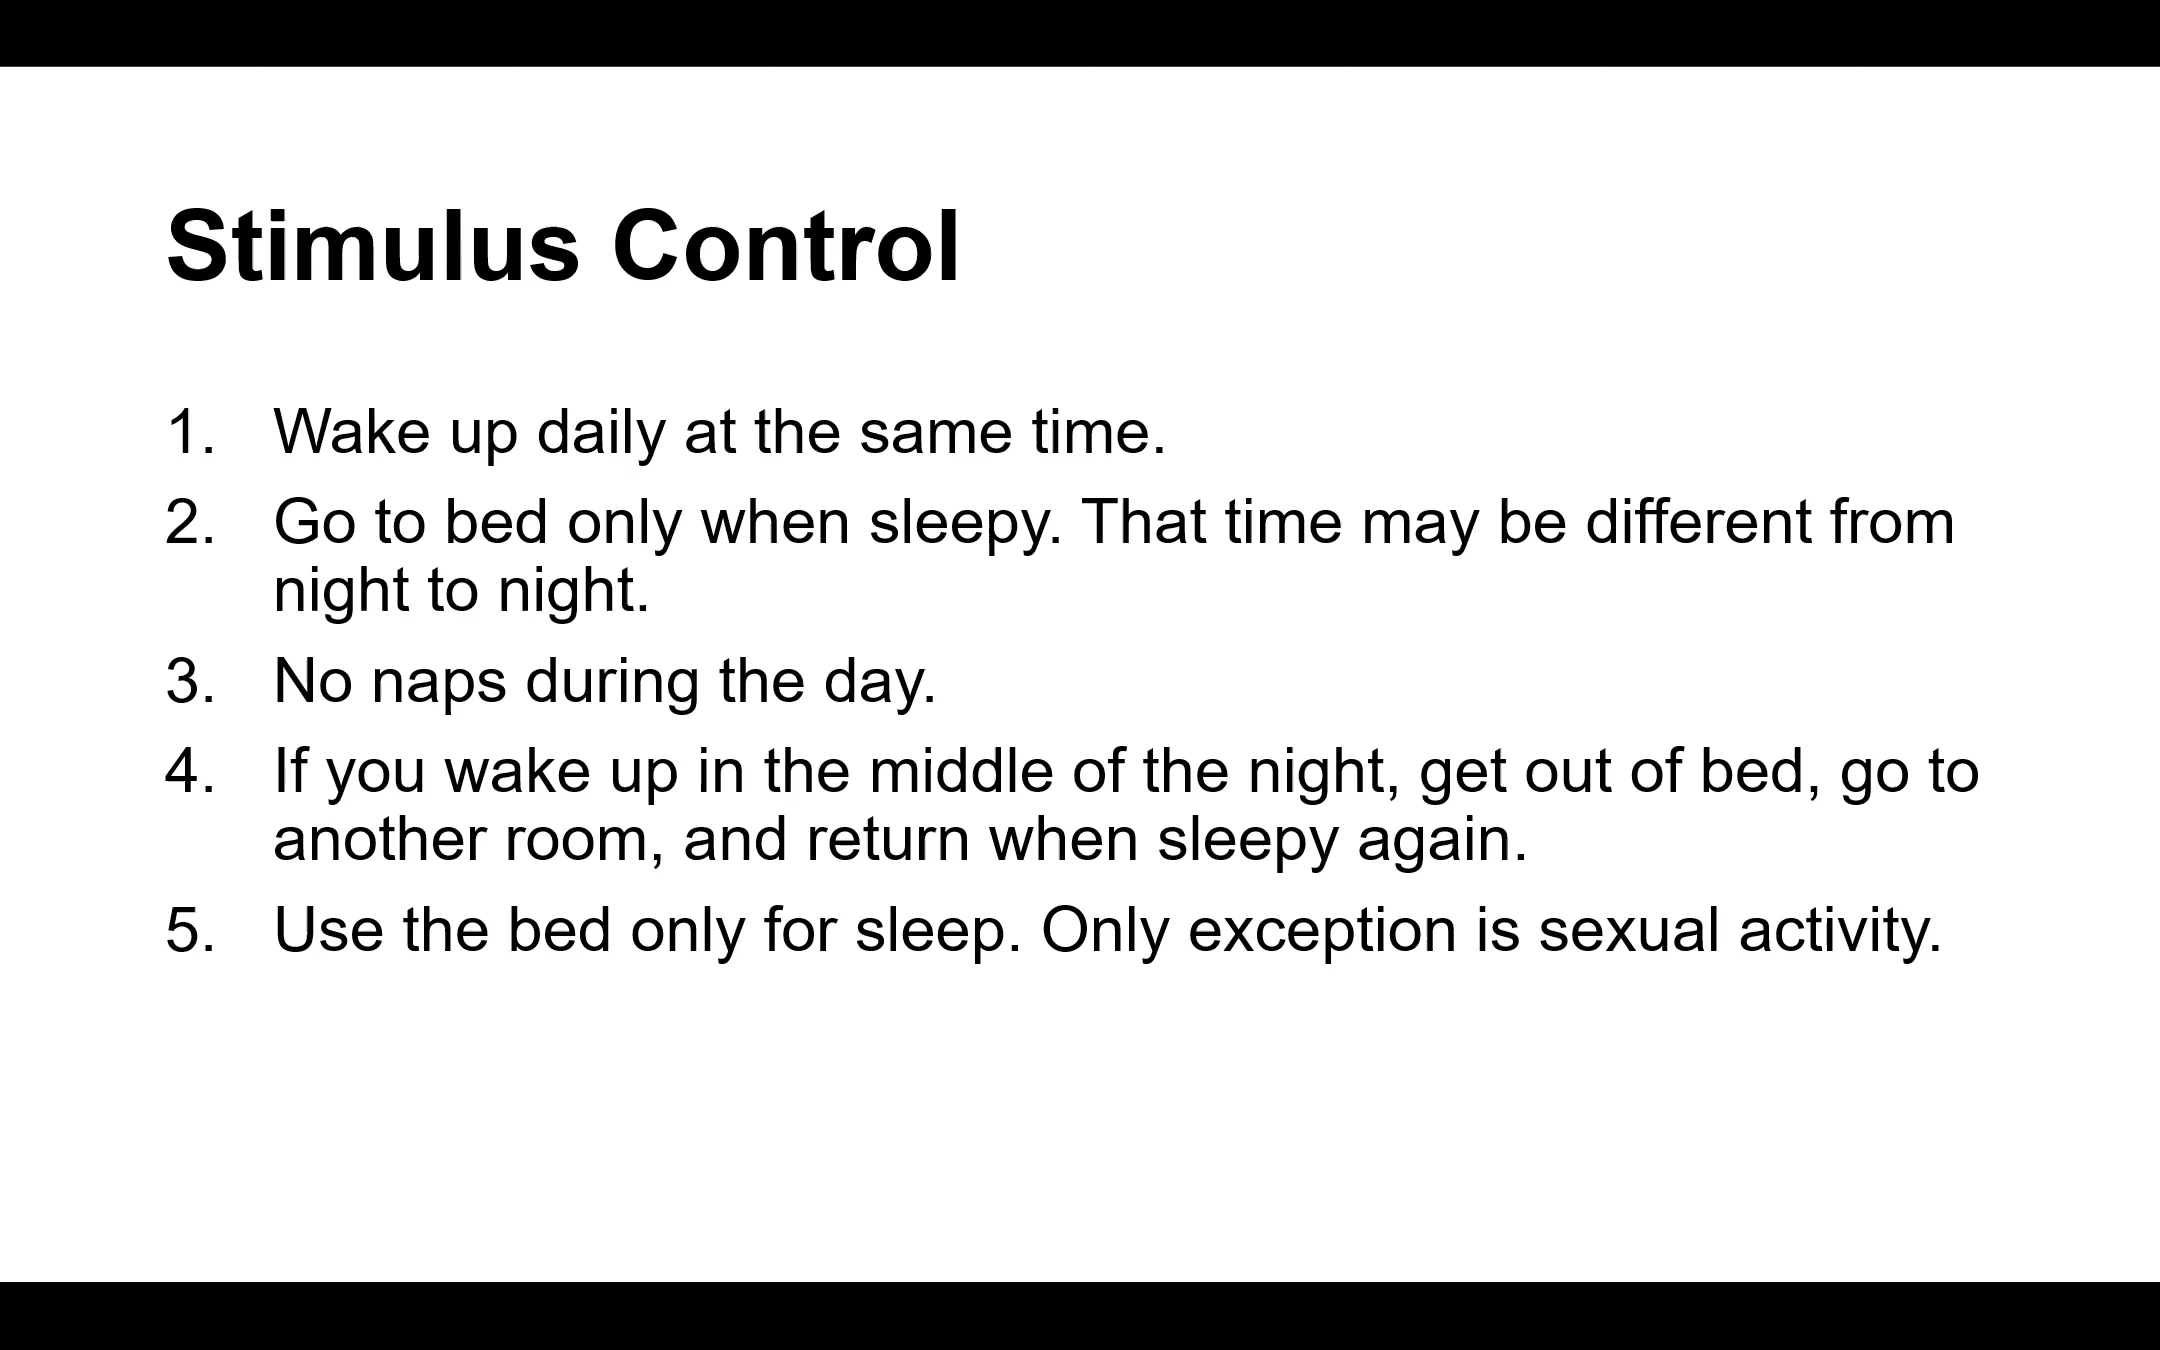 Stimulus Control
1. Wake up daily at the same time.
2. Go to bed only when sleepy. That time may be different from
night to night.
3. No naps during the day.
4. If you wake up in the middle of the night, get out of bed, go to
another room, and return when sleepy again.
5. Use the bed only for sleep. Only exception is sexual activity.